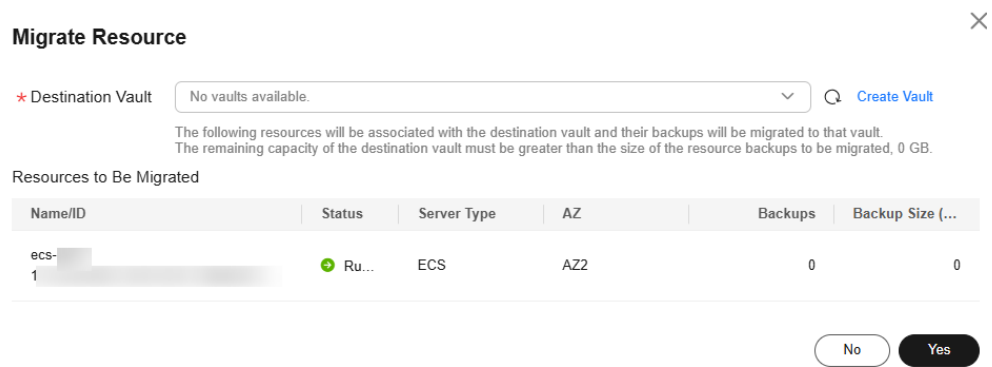 Migrate Resource
* Destination Vault No vaults available. Create Vault
The following resources will be associated with the destination vault and their backups will be migrated to that vault.
The remaining capacity of the destination vault must be greater than the size of the resource backups to be migrated, 0 GB.
Resources to Be Migrated
Name/ID Status Server Type AZ Backups Backup Size (...
ecs-
1
Ru... ECS AZ2 0 0
No Yes